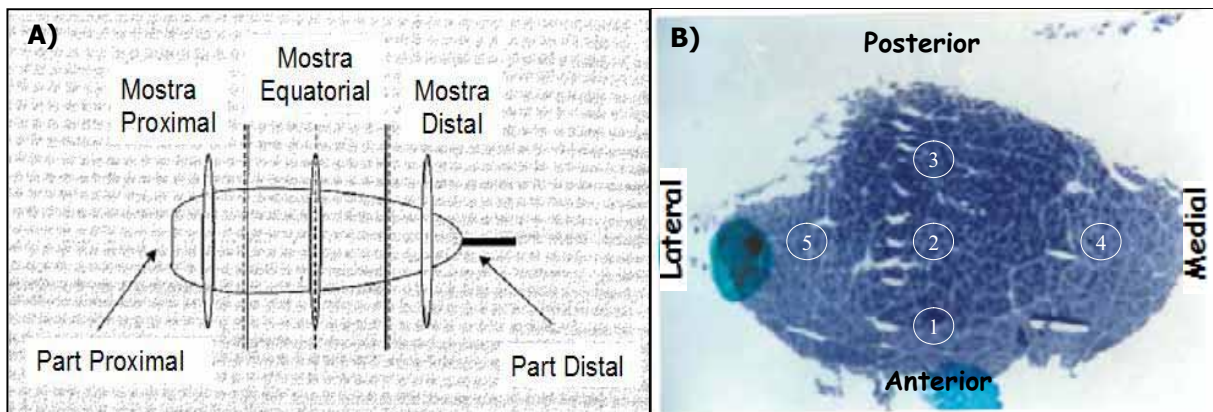 A)
Mostra
Proximal
Mostra
Equatorial
Mostra
Distal
Part Proximal
Part Distal
B)
Posterior
Lateral
Medial
3
5
2
4
1
Anterior